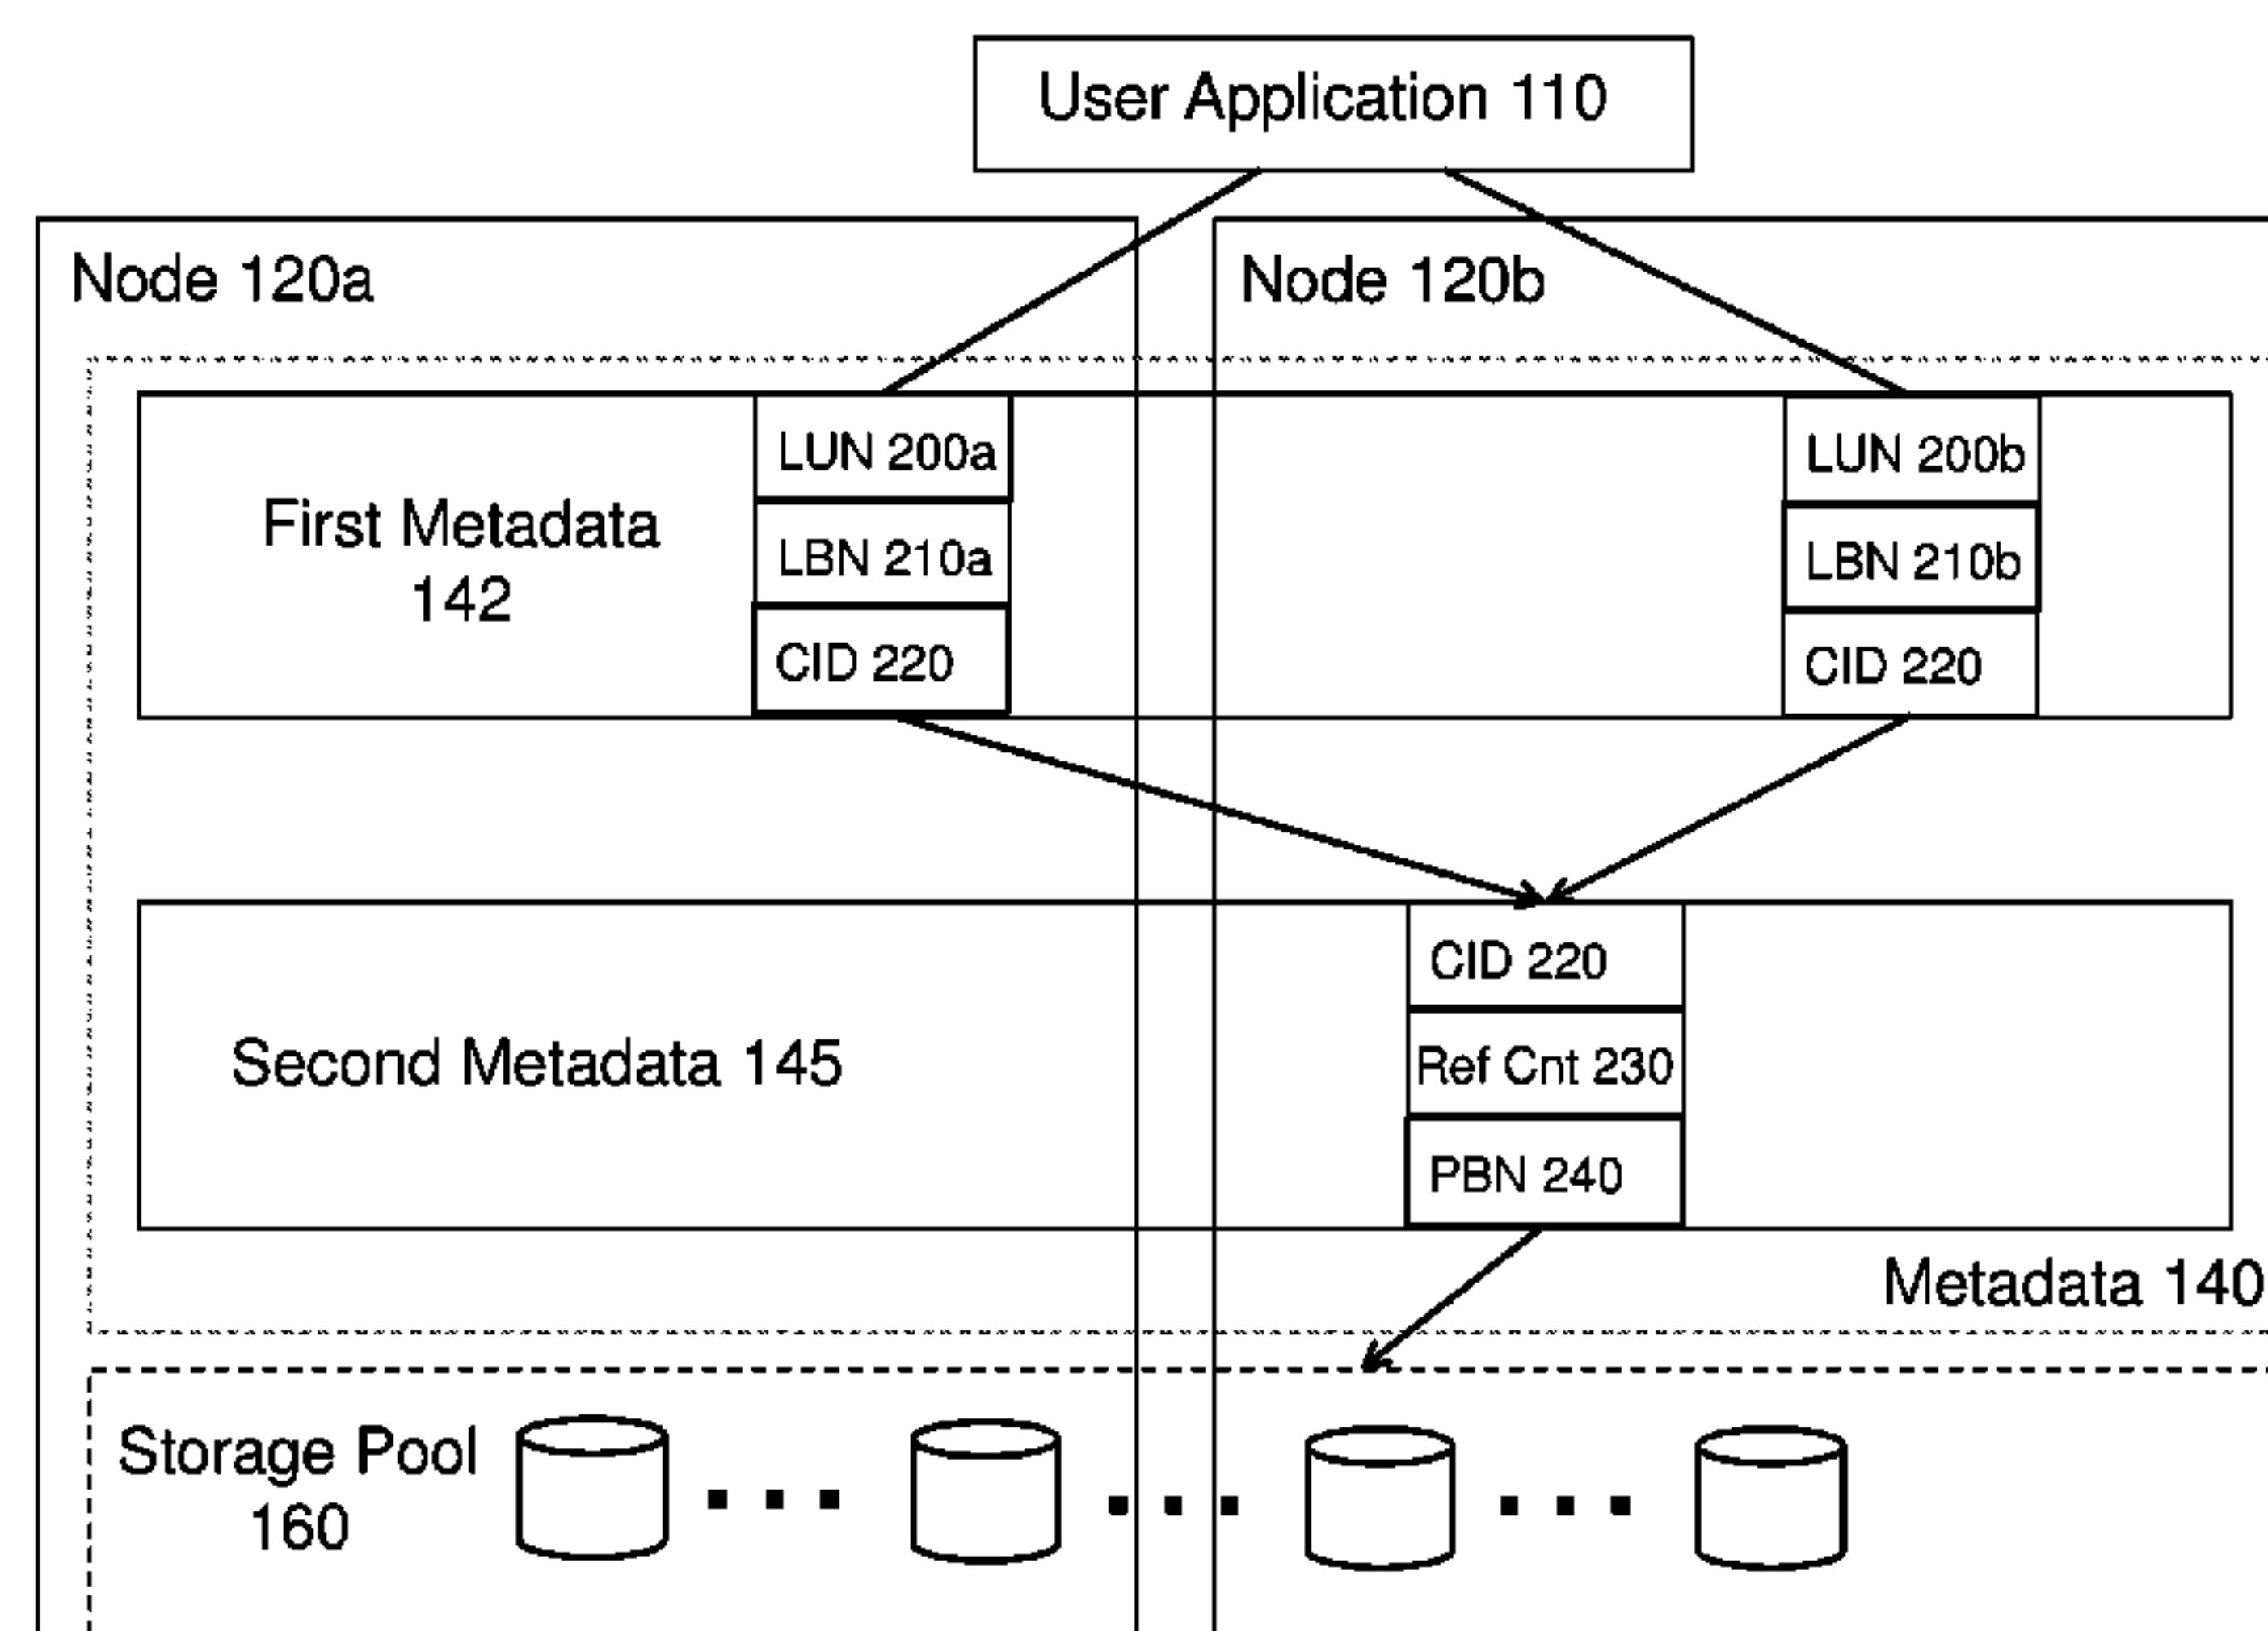 User Application 110
Node 120a
Node 120b
First Metadata
142
LUN 200a
LBN 210a
CID 220
LUN 200b
LBN 210b
CID 220
Second Metadata 145
CID 220
Ref Cnt 230
PBN 240
Metadata 140
Storage Pool
160